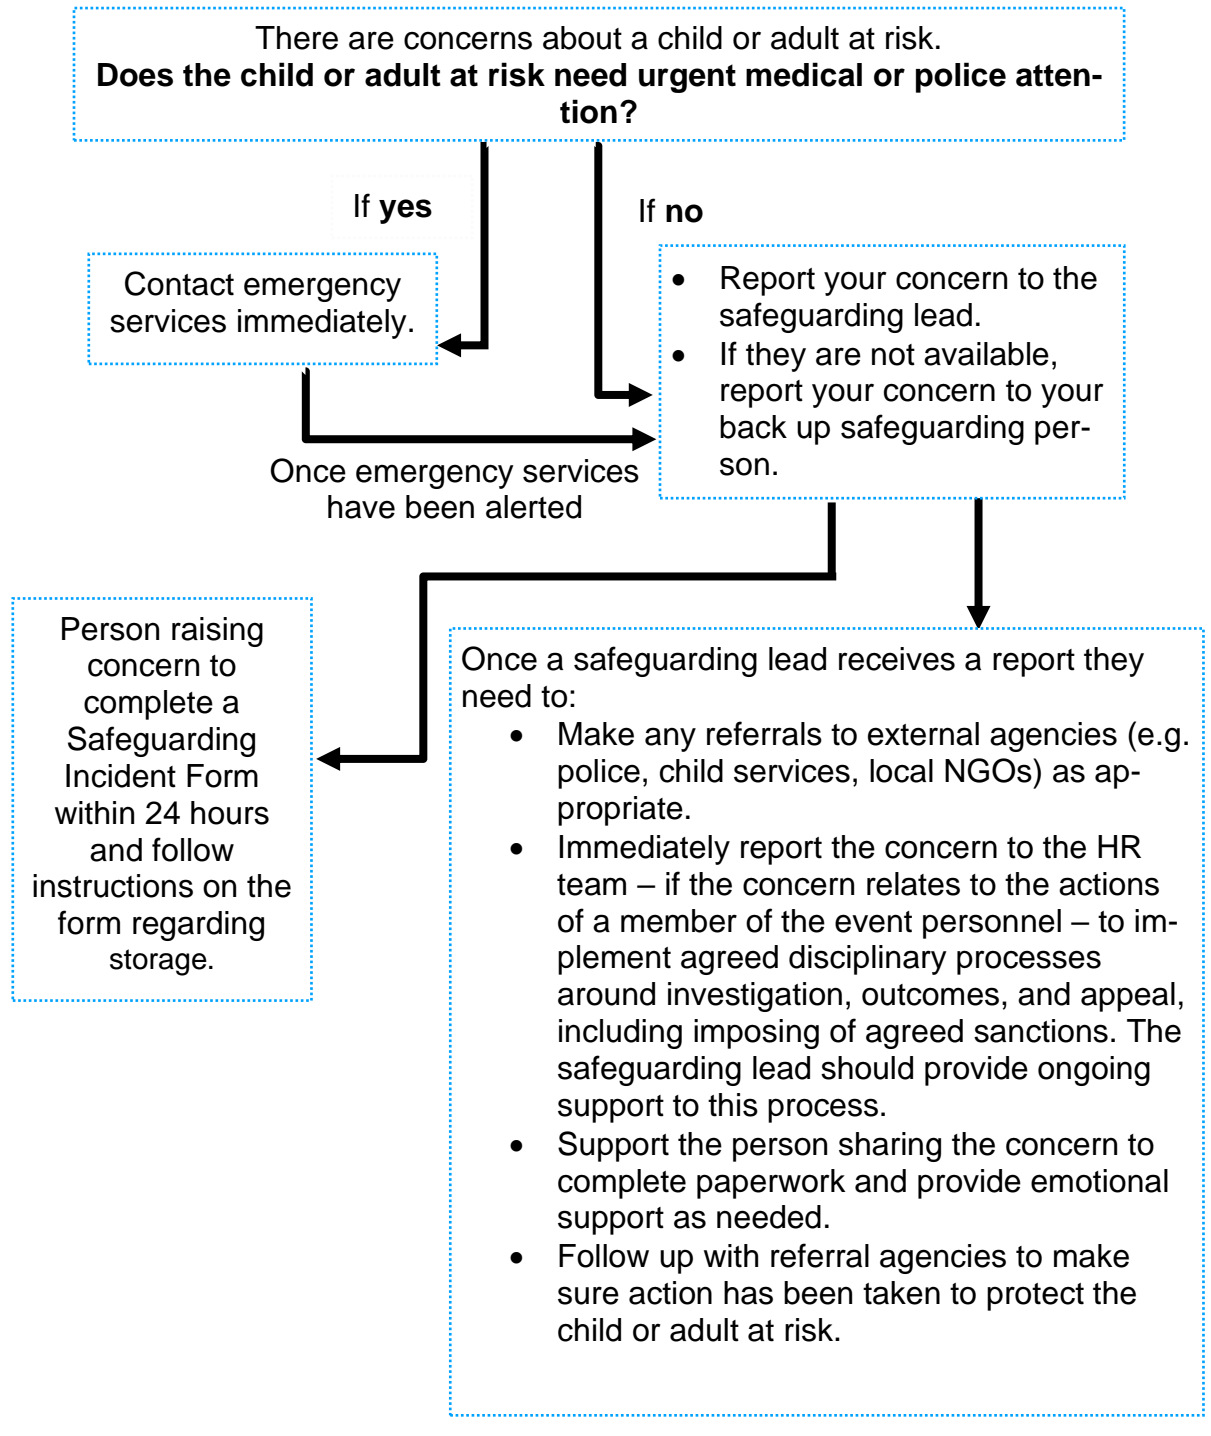 There are concerns about a child or adult at risk.
Does the child or adult at risk need urgent medical or police atten-
tion?
If yes
If no
Contact emergency
services immediately.
• Report your concern to the
safeguarding lead.
• If they are not available,
report your concern to your
back up safeguarding per-
son.
Once emergency services
have been alerted
Person raising
concern to
complete a
Safeguarding
Incident Form
within 24 hours
and follow
instructions on the
form regarding
storage.
Once a safeguarding lead receives a report they
need to:
• Make any referrals to external agencies (e.g.
police, child services, local NGOs) as ap-
propriate.
• Immediately report the concern to the HR
team – if the concern relates to the actions
of a member of the event personnel – to im-
plement agreed disciplinary processes
around investigation, outcomes, and appeal,
including imposing of agreed sanctions. The
safeguarding lead should provide ongoing
support to this process.
• Support the person sharing the concern to
complete paperwork and provide emotional
support as needed.
• Follow up with referral agencies to make
sure action has been taken to protect the
child or adult at risk.